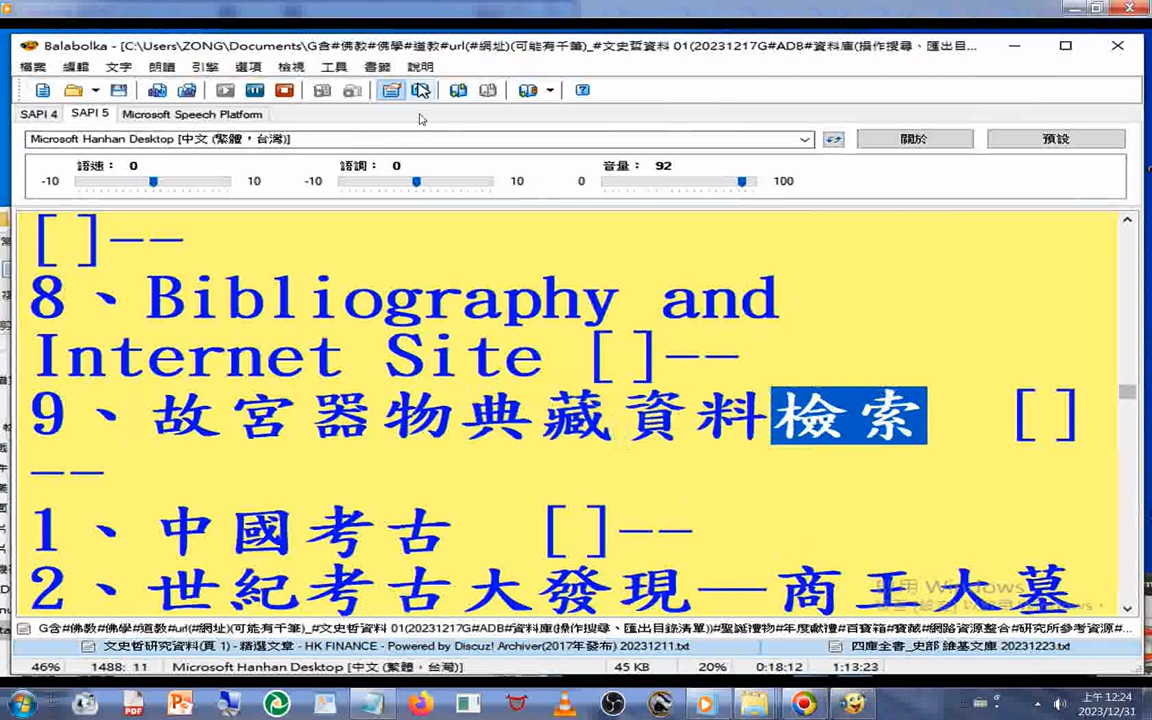 Balabolka - [C:\Users\ZONG\Documents\G含#佛教#佛學#道教#url(#網址)(可能有千筆)_#文史哲資料 01(20231217G#ADB#資料庫(操作搜尋、匯出目...
檔案 編輯 文字 朗讀 引擎 選項 檢視 工具 書籤 說明
SAPI 4 SAPI 5 Microsoft Speech Platform
Microsoft Hanhan Desktop [中文 (繁體，台灣)] 關於 預設
語速： 0 語調： 0 音量： 92
-10 10 -10 10 0 100
[]--
8、Bibliography and
Internet Site []--
9、故宮器物典藏資料檢索 []
--
1、中國考古 []--
2、世紀考古大發現—商王大墓
啟用 Windows
G含#佛教#佛學#道教#url(#網址)(可能有千筆)_#文史哲資料 01(20231217G#ADB#資料庫(操作搜尋、匯出目錄清單))#聖誕禮物#年度獻禮#百寶箱#寶藏#網路資源整合#研究所參考資源#...
文史哲研究資料(頁 1) - 精選文章 - HK FINANCE - Powered by Discuz! Archiver(2017年發布) 20231211.txt 四庫全書_史部 維基文庫 20231223.txt
46% 1488: 11 Microsoft Hanhan Desktop [中文 (繁體，台灣)] 45 KB 20% 0:18:12 1:13:23
上午 12:24
2023/12/31